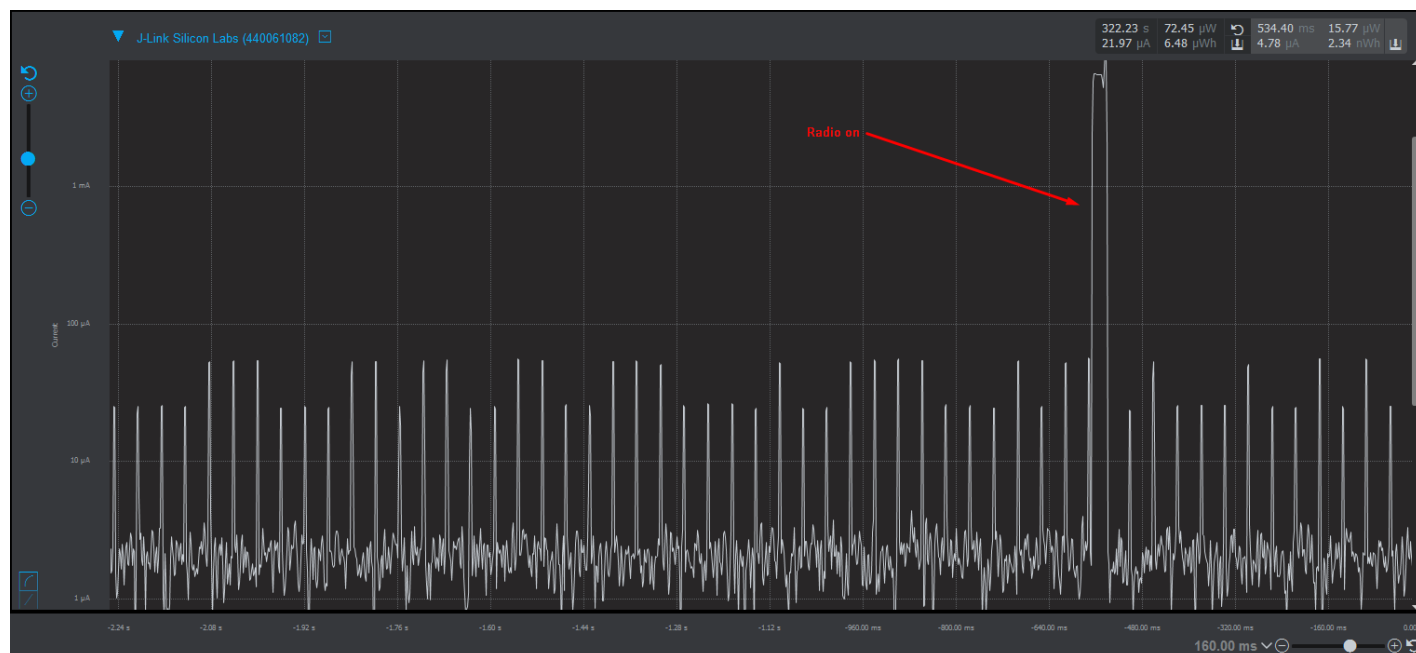 J-Link Silicon Labs (440061082)
322.23 s 72.45 µW 534.40 ms 15.77 µW
21.97 µA 6.48 µWh 4.78 µA 2.34 nWh
Radio on
1 mA
100 µA
Current
10 µA
1 µA
-2.24 s -2.08 s -1.92 s -1.76 s -1.60 s -1.44 s -1.28 s -1.12 s -960.00 ms -800.00 ms -640.00 ms -480.00 ms -320.00 ms -160.00 ms 0.00
160.00 ms